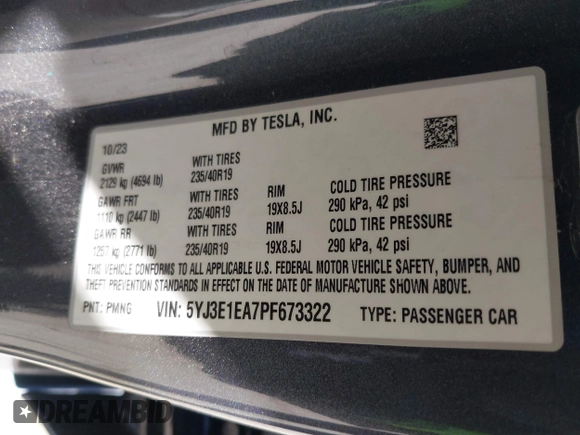 MFD BY TESLA, INC.
10/23
GVWR WITH TIRES
2129 kg (4694 lb) 235/40R19
GAWR FRT WITH TIRES RIM COLD TIRE PRESSURE
1110 kg (2447 lb) 235/40R19 19X8.5J 290 kPa, 42 psi
GAWR RR WITH TIRES RIM COLD TIRE PRESSURE
1257 kg (2771 lb) 235/40R19 19X8.5J 290 kPa, 42 psi
THIS VEHICLE CONFORMS TO ALL APPLICABLE U.S. FEDERAL MOTOR VEHICLE SAFETY, BUMPER, AND
THEFT PREVENTION STANDARDS IN EFFECT ON THE DATE OF MANUFACTURE SHOWN ABOVE.
PNT: PMNG VIN: 5YJ3E1EA7PF673322 TYPE: PASSENGER CAR
DREAMBID